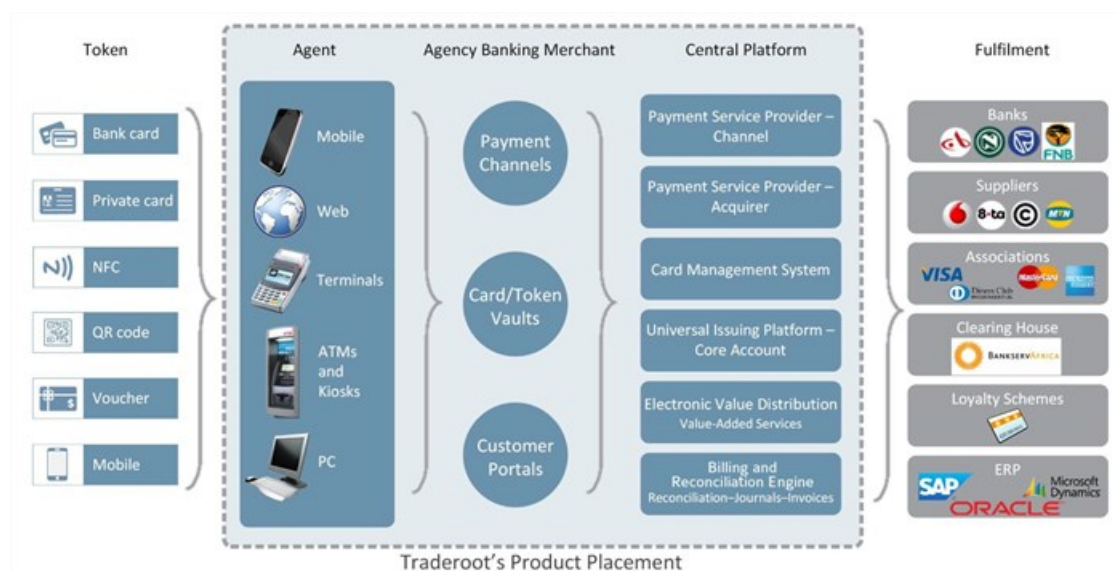 Token
Agent
Agency Banking Merchant
Central Platform
Fulfilment
Bank card
Private card
NFC
QR code
Voucher
$
Mobile
Mobile
Web
Terminals
ATMs
and
Kiosks
PC
Payment
Channels
Card/Token
Vaults
Customer
Portals
Payment Service Provider –
Channel
Payment Service Provider –
Acquirer
Card Management System
Universal Issuing Platform –
Core Account
Electronic Value Distribution
Value-Added Services
Billing and
Reconciliation Engine
Reconciliation–Journals–Invoices
Banks
N
FNB
Suppliers
8·ta
C
MTN
Associations
VISA
MasterCard
Diners Club
Clearing House
BANKSERVAFRICA
Loyalty Schemes
ERP
SAP
Microsoft
Dynamics
ORACLE
Traderoot's Product Placement